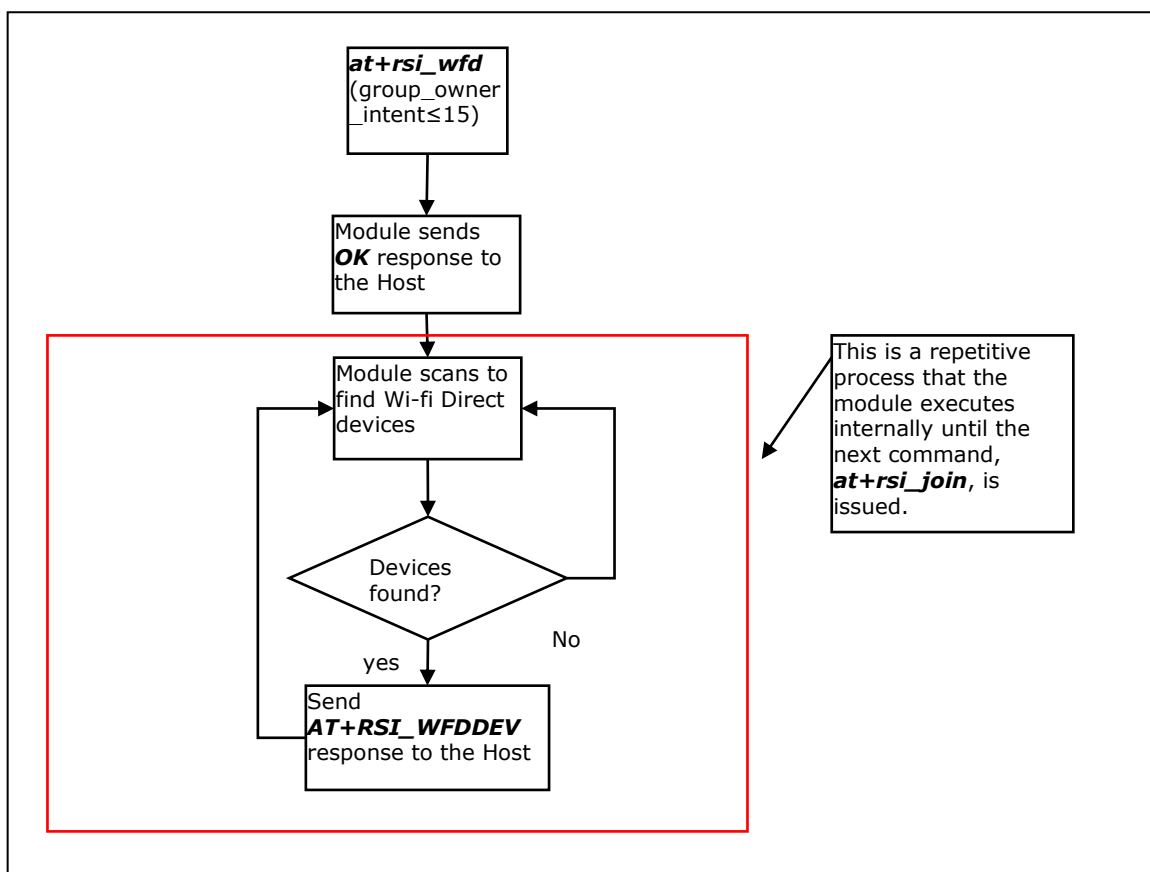 at+rsi_wfd
(group_owner
_intent≤15)
Module sends
OK response to
the Host
Module scans to
find Wi-fi Direct
devices
This is a repetitive
process that the
module executes
internally until the
next command,
at+rsi_join, is
issued.
Devices
found?
No
yes
Send
AT+RSI_WFDDEV
response to the Host